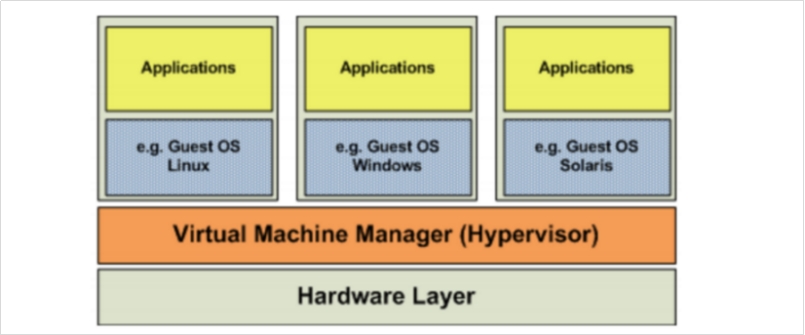 Applications
Applications
Applications
e.g. Guest OS
Linux
e.g. Guest OS
Windows
e.g. Guest OS
Solaris
Virtual Machine Manager (Hypervisor)
Hardware Layer